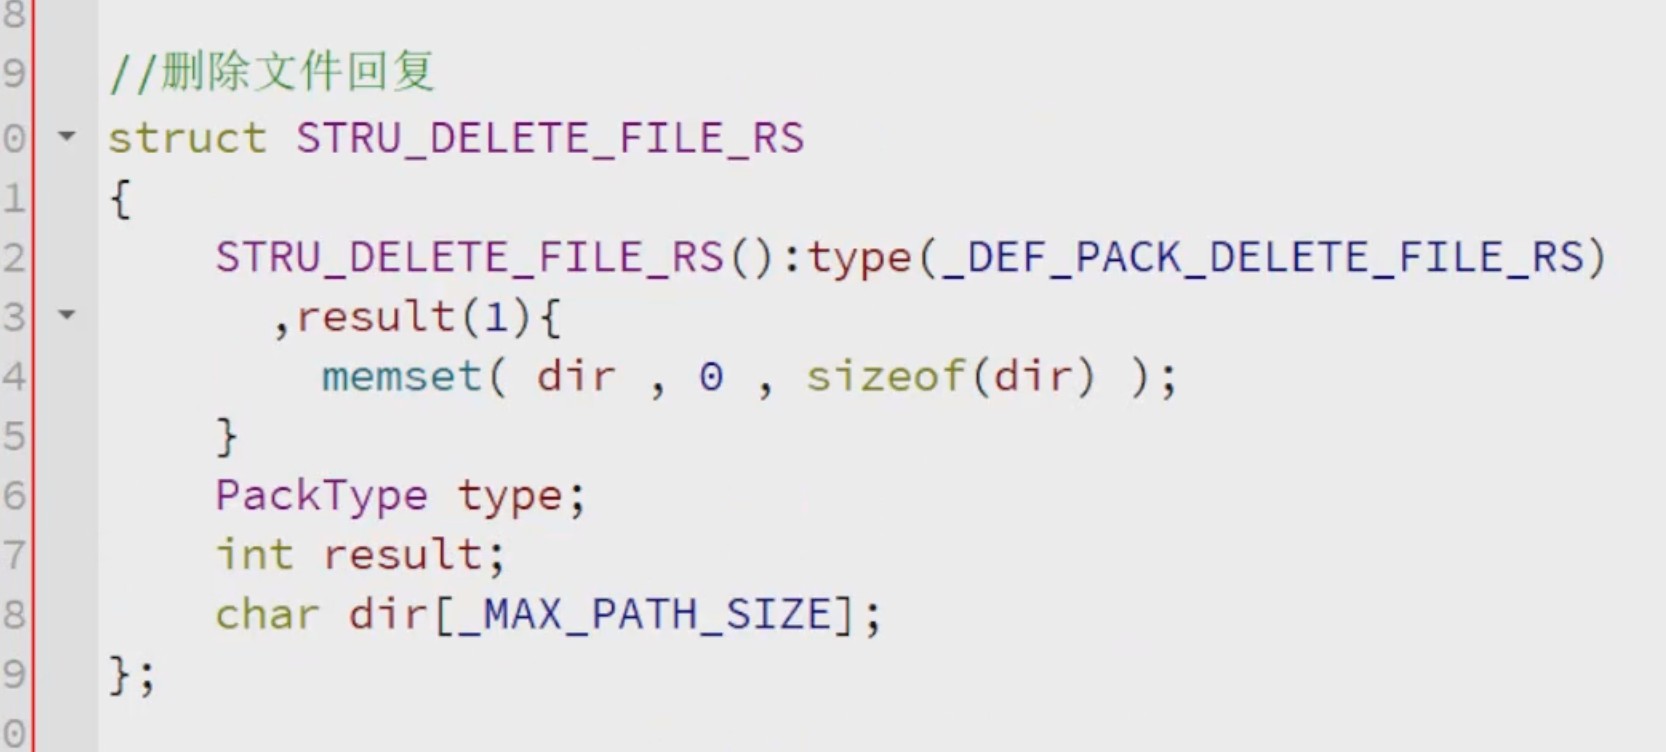 8
9 //删除文件回复
0 struct STRU_DELETE_FILE_RS
1 {
2 STRU_DELETE_FILE_RS():type(_DEF_PACK_DELETE_FILE_RS)
3 ,result(1){
4 memset( dir , 0 , sizeof(dir) );
5 }
6 PackType type;
7 int result;
8 char dir[_MAX_PATH_SIZE];
9 };
0